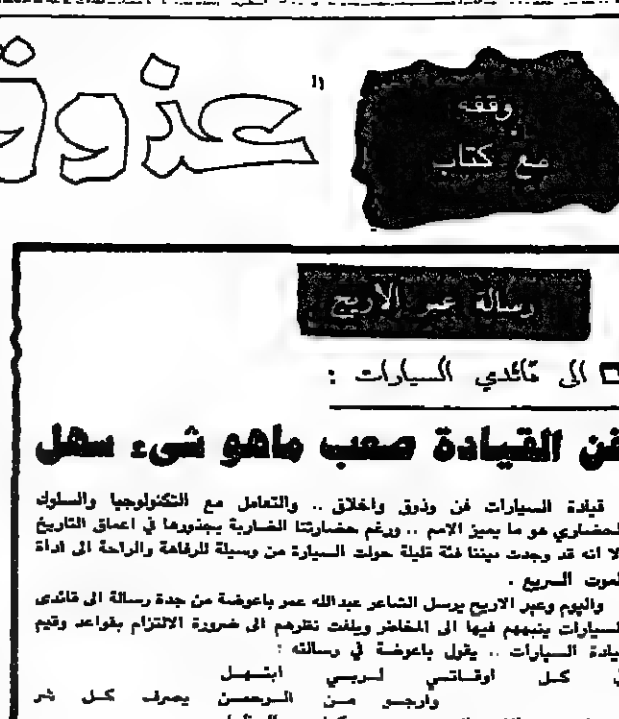 وقفه
مع كتاب
"عذوق
رسالة عبر الأريج
الى قائدي السيارات :
فن القيادة صعب ماهو شيء سهل
قيادة السيارات فن وذوق واخلاق .. والتعامل مع التكنولوجيا والسلوك
الحضاري هو ما يميز الامم .. ورغم حضارتنا الضاربة بجذورها في اعماق التاريخ
الا انه قد وجدت بيننا فئة قليلة حولت السيارة من وسيلة للرفاهة والراحة الى اداة
للموت السريع .
واليوم وعبر الاريج يرسل الشاعر عبدالله عمر باعوضة من جدة رسالة الى قائدى
السيارات ينبههم فيها الى المخاطر ويلفت نظرهم الى ضرورة الالتزام بقواعد وقيم
قيادة السيارات .. يقول باعوضة في رسالته :
في كل اوقاتي لربي ابتهل
وارجو من الرحمن يصرف كل شر